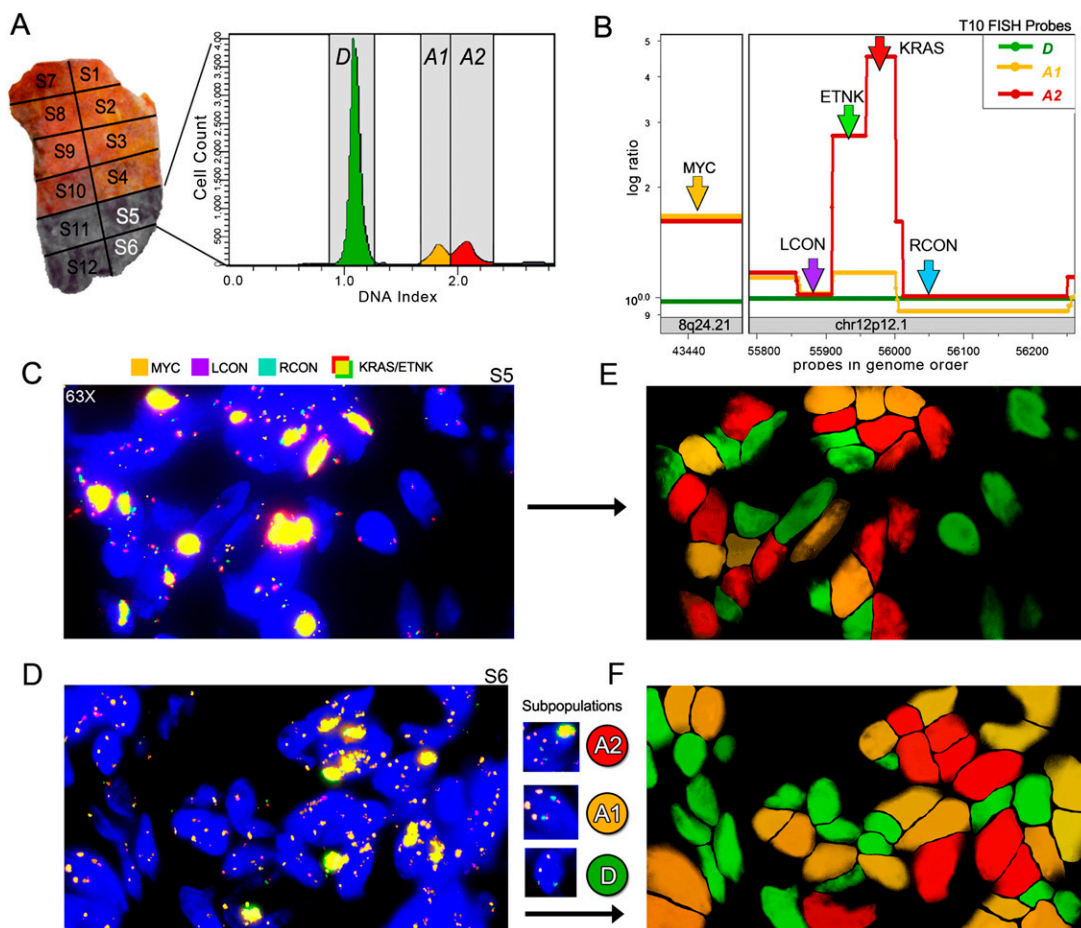 A
S7
S1
S8
S2
S9
S3
S10
S4
S11
S5
S12
S6
Cell Count
500
D
A1
A2
0.0
1.0
2.0
DNA Index
B
T10 FISH Probes
D
A1
A2
log ratio
5
4
3
2
10^0.0
9
MYC
ETNK
KRAS
LCON
RCON
8q24.21
chr12p12.1
43440
55800
55900
56000
56100
56200
probes in genome order
C
MYC
LCON
RCON
KRAS/ETNK
S5
63X
E
D
S6
Subpopulations
A2
A1
D
F